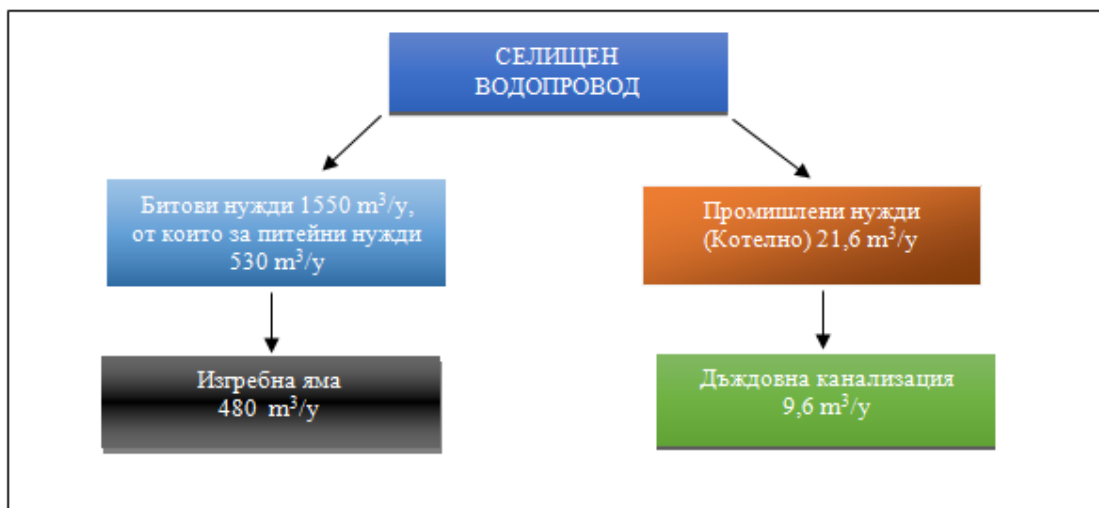 СЕЛИЩЕН
ВОДОПРОВОД
Битови нужди 1550 m³/y,
от които за питейни нужди
530 m³/y
Промишлени нужди
(Котелно) 21,6 m³/y
Изгребна яма
480 m³/y
Дъждовна канализация
9,6 m³/y